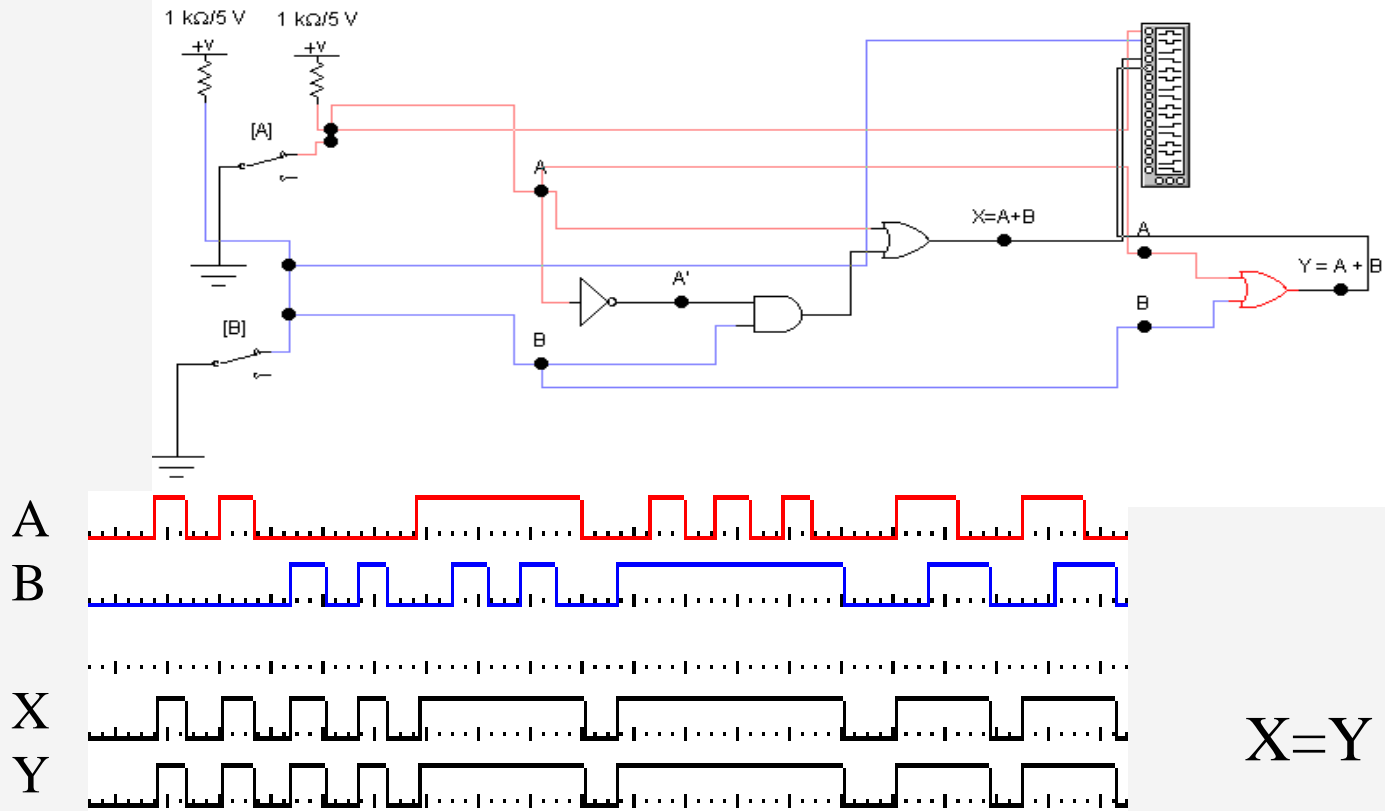 1 kΩ/5 V 1 kΩ/5 V
+V +V
[A]
A
X=A+B
A
Y = A + B
A'
B
[B]
B
A
B
X
Y
X=Y